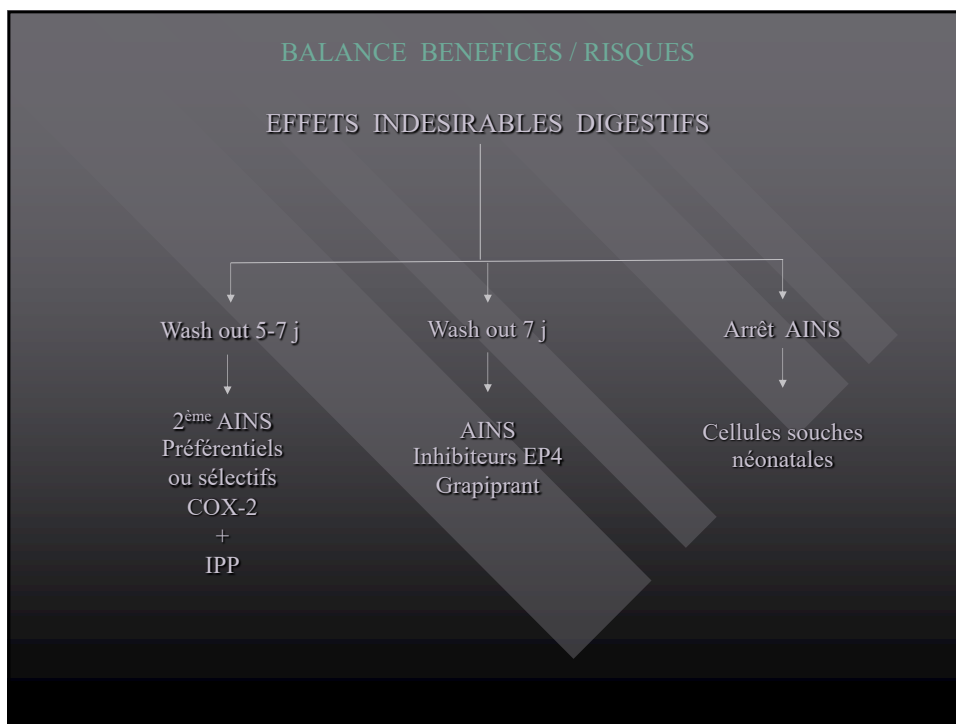 BALANCE BENEFICES / RISQUES
EFFETS INDESIRABLES DIGESTIFS
Wash out 5-7 j
2ème AINS
Préférentiels
ou sélectifs
COX-2
+
IPP
Wash out 7 j
AINS
Inhibiteurs EP4
Grapiprant
Arrêt AINS
Cellules souches
néonatales